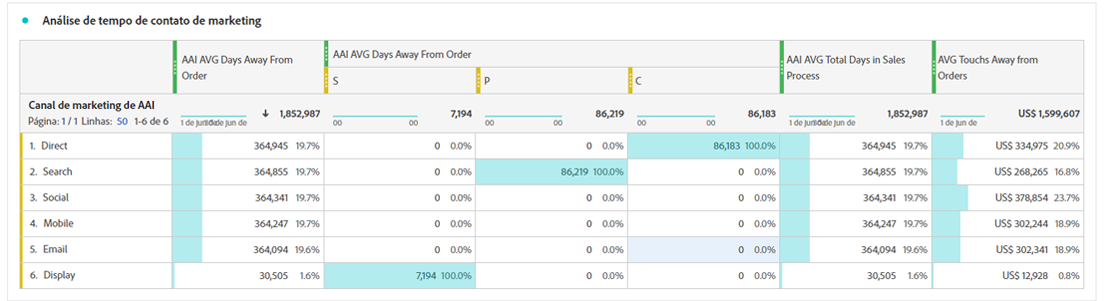 Análise de tempo de contato de marketing
AAI AVG Days Away From Order
AAI AVG Days Away From Order
AAI AVG Total Days in Sales Process
AVG Touchs Away from Orders
S P C
Canal de marketing de AAI
Página: 1 / 1 Linhas: 50 1-6 de 6
1 de jun de ↓ 1,852,987 00 00 7,194 00 00 86,219 00 00 86,183 1 de jun de 1,852,987 1 de jun de US$ 1,599,607
1. Direct 364,945 19.7% 0 0.0% 0 0.0% 86,183 100.0% 364,945 19.7% US$ 334,975 20.9%
2. Search 364,855 19.7% 0 0.0% 86,219 100.0% 0 0.0% 364,855 19.7% US$ 268,265 16.8%
3. Social 364,341 19.7% 0 0.0% 0 0.0% 0 0.0% 364,341 19.7% US$ 378,854 23.7%
4. Mobile 364,247 19.7% 0 0.0% 0 0.0% 0 0.0% 364,247 19.7% US$ 302,244 18.9%
5. Email 364,094 19.6% 0 0.0% 0 0.0% 0 0.0% 364,094 19.6% US$ 302,341 18.9%
6. Display 30,505 1.6% 7,194 100.0% 0 0.0% 0 0.0% 30,505 1.6% US$ 12,928 0.8%